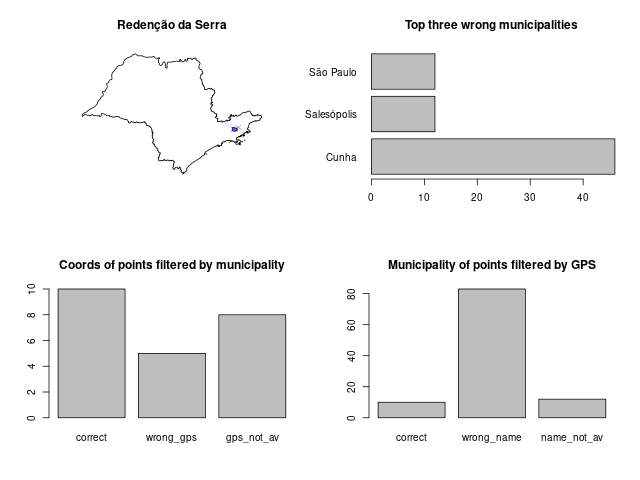 Redenção da Serra
Top three wrong municipalities
São Paulo
Salesópolis
Cunha
0 10 20 30 40
Coords of points filtered by municipality
10
8
6
4
2
0
correct wrong_gps gps_not_av
Municipality of points filtered by GPS
80
60
40
20
0
correct wrong_name name_not_av